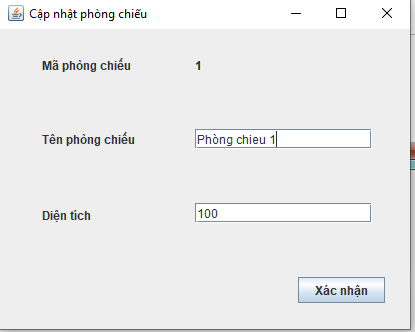 Cập nhật phòng chiếu
Mã phòng chiếu 1
Tên phòng chiếu Phòng chieu 1
Diện tích 100
Xác nhận